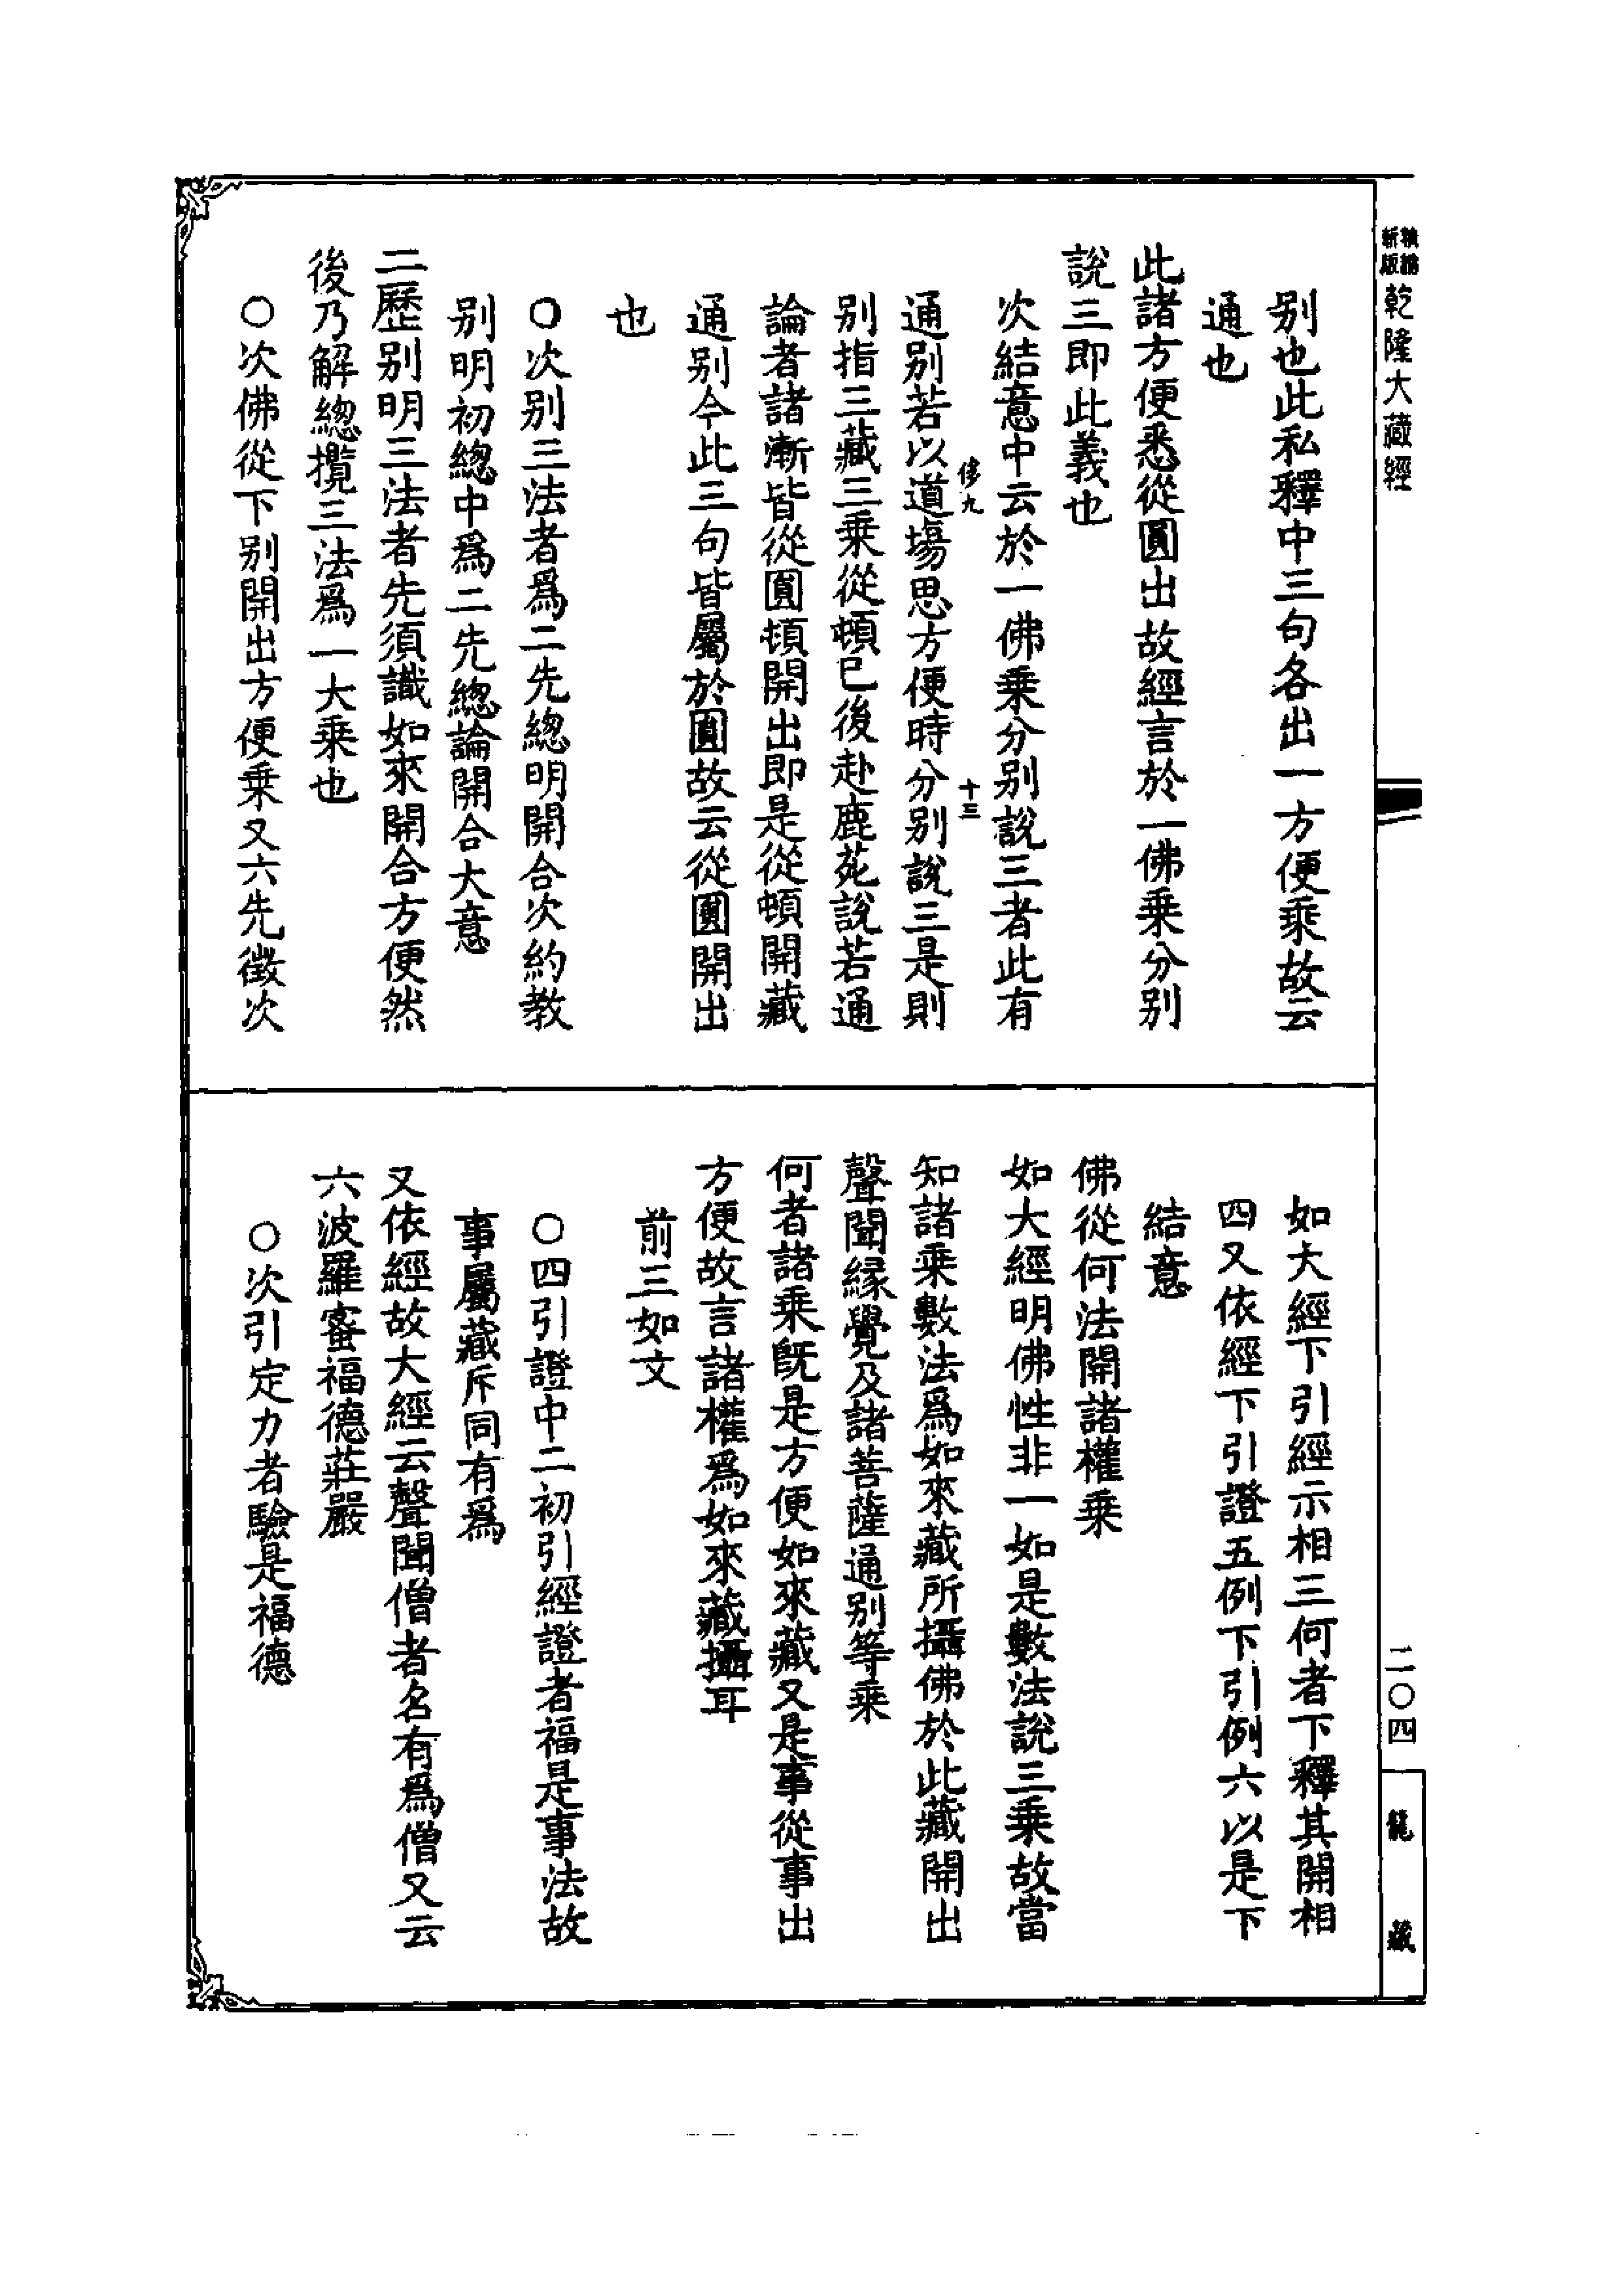 新版
精編
乾隆大藏經
别也此私釋中三句各出一方便乘故云
通也
此諸方便悉從圓出故經言於一佛乘分别
說三即此義也
次結意中云於一佛乘分别說三者此有
侈九
十三
通别若以道場思方便時分别說三是則
别指三藏三乘從頓已後赴鹿苑說若通
論者諸漸皆從圓頓開出即是從頓開藏
通别今此三句皆屬於圓故云從圓開出
也
○次别三法者爲二先總明開合次約教
别明初總中爲二先總論開合大意
二歷别明三法者先須識如來開合方便然
後乃解總攬三法爲一大乘也
○次佛從下别開出方便乘又六先徵次
如大經下引經示相三何者下釋其開相
四又依經下引證五例下引例六以是下
結意
佛從何法開諸權乘
如大經明佛性非一如是數法說三乘故當
知諸乘數法爲如來藏所攝佛於此藏開出
聲聞緣覺及諸菩薩通别等乘
何者諸乘旣是方便如來藏又是事從事出
方便故言諸權爲如來藏攝耳
前三如文
○四引證中二初引經證者福是事法故
事屬藏斥同有爲
又依經故大經云聲聞僧者名有爲僧又云
六波羅蜜福德莊嚴
○次引定力者驗是福德
二〇四
龍藏